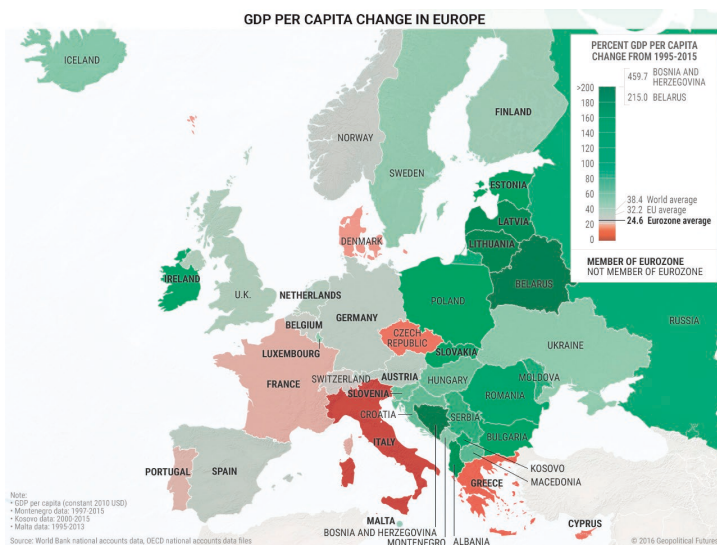 GDP PER CAPITA CHANGE IN EUROPE
PERCENT GDP PER CAPITA
CHANGE FROM 1995-2015
459.7 BOSNIA AND
HERZEGOVINA
215.0 BELARUS
>200
180
160
140
120
100
80
60
40
20
0
38.4 World average
32.2 EU average
24.6 Eurozone average
MEMBER OF EUROZONE
NOT MEMBER OF EUROZONE
ICELAND
FINLAND
NORWAY
SWEDEN
ESTONIA
LATVIA
DENMARK
LITHUANIA
IRELAND
BELARUS
U.K.
NETHERLANDS
POLAND
RUSSIA
GERMANY
BELGIUM
CZECH
REPUBLIC
UKRAINE
LUXEMBOURG
SLOVAKIA
FRANCE
SWITZERLAND
AUSTRIA
HUNGARY
MOLDOVA
SLOVENIA
ROMANIA
CROATIA
SERBIA
ITALY
BULGARIA
PORTUGAL
SPAIN
KOSOVO
MACEDONIA
GREECE
MALTA
CYPRUS
BOSNIA AND HERZEGOVINA
MONTENEGRO
ALBANIA
Note:
• GDP per capita (constant 2010 USD)
• Montenegro data: 1997-2015
• Kosovo data: 2000-2015
• Malta data: 1995-2013
Source: World Bank national accounts data, OECD national accounts data files
© 2016 Geopolitical Futures